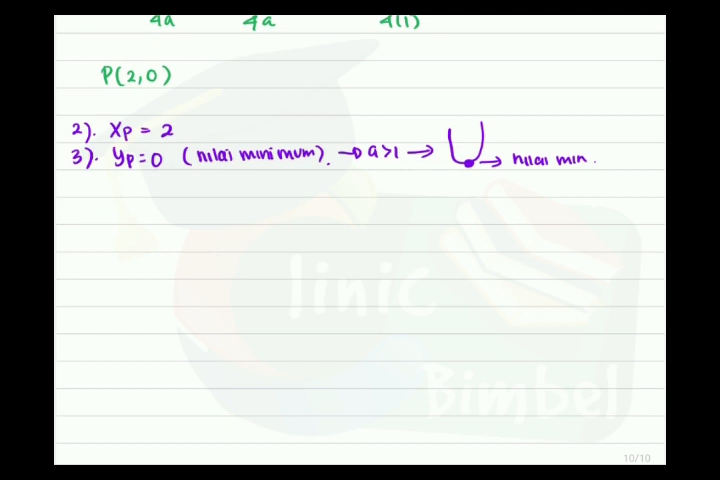 4a 4a 4(1)
P(2,0)
2). Xp = 2
3). Yp = 0 (nilai minimum). → a > 1 → → nilai min.
linic
Bimbel
10/10